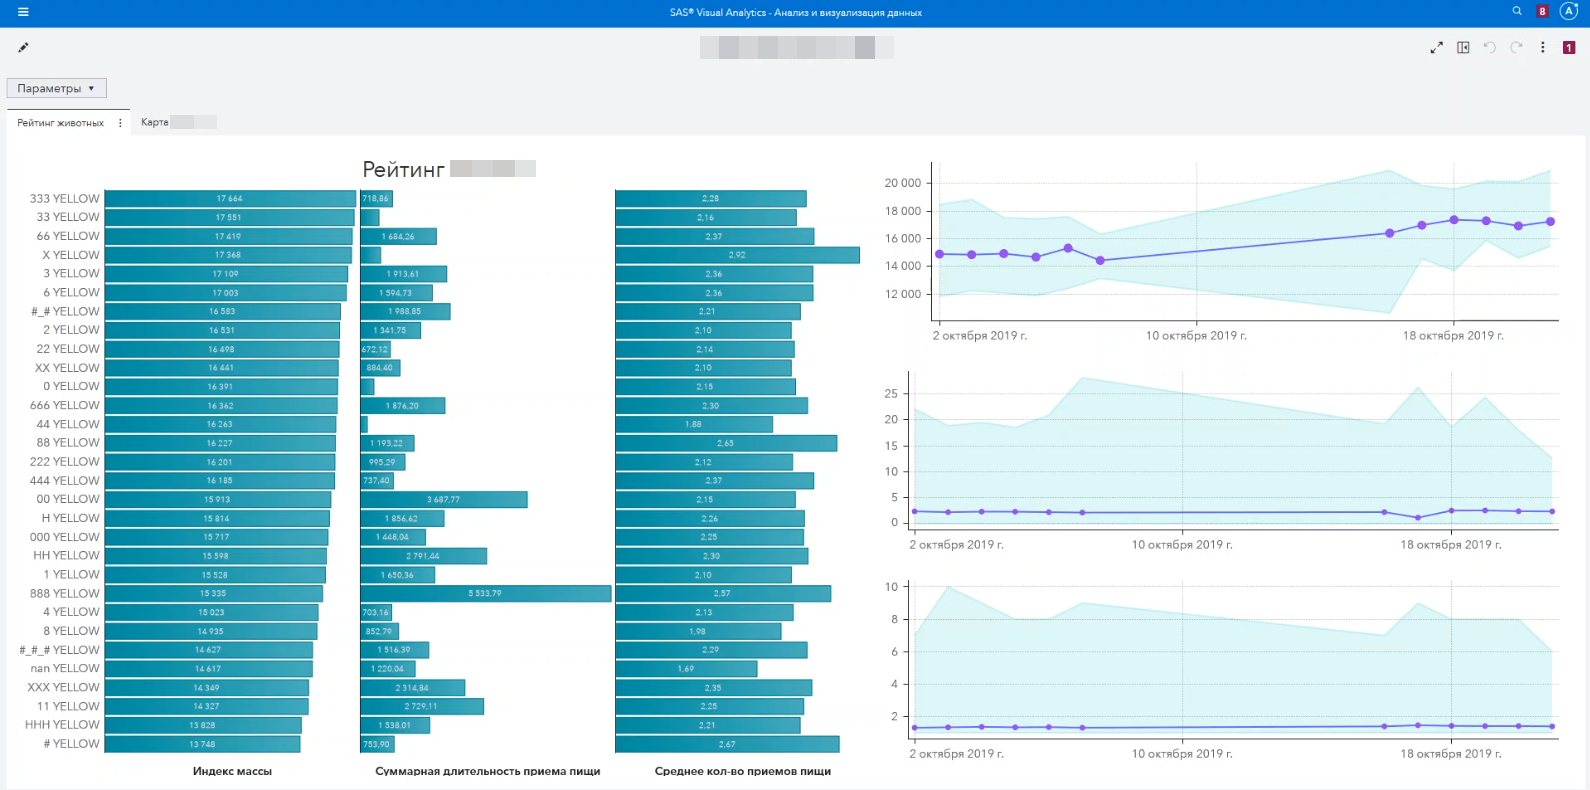 SAS® Visual Analytics - Анализ и визуализация данных
8
A
1
Параметры ▼
Рейтинг животных
Карта
Рейтинг
333 YELLOW 17 664 718,86 2,28
33 YELLOW 17 551 2,16
66 YELLOW 17 419 1 684,26 2,37
X YELLOW 17 368 2,92
3 YELLOW 17 109 1 913,61 2,36
6 YELLOW 17 003 1 594,73 2,36
#_# YELLOW 16 583 1 988,85 2,21
2 YELLOW 16 531 1 341,75 2,10
22 YELLOW 16 498 672,12 2,14
XX YELLOW 16 441 884,40 2,10
0 YELLOW 16 391 2,15
666 YELLOW 16 362 1 876,20 2,30
44 YELLOW 16 263 1,88
88 YELLOW 16 227 1 193,22 2,65
222 YELLOW 16 201 995,29 2,12
444 YELLOW 16 185 737,40 2,37
00 YELLOW 15 913 3 687,77 2,15
H YELLOW 15 814 1 856,62 2,26
000 YELLOW 15 717 1 448,04 2,25
HH YELLOW 15 598 2 791,44 2,30
1 YELLOW 15 528 1 650,36 2,10
888 YELLOW 15 335 5 533,79 2,57
4 YELLOW 15 023 703,16 2,13
8 YELLOW 14 935 852,79 1,98
#_#_# YELLOW 14 627 1 516,39 2,29
nan YELLOW 14 617 1 220,04 1,69
XXX YELLOW 14 349 2 314,84 2,35
11 YELLOW 14 327 2 729,11 2,25
HHH YELLOW 13 828 1 538,01 2,21
# YELLOW 13 748 753,90 2,67
Индекс массы
Суммарная длительность приема пищи
Среднее кол-во приемов пищи
20 000
18 000
16 000
14 000
12 000
2 октября 2019 г. 10 октября 2019 г. 18 октября 2019 г.
25
20
15
10
5
0
2 октября 2019 г. 10 октября 2019 г. 18 октября 2019 г.
10
8
6
4
2
2 октября 2019 г. 10 октября 2019 г. 18 октября 2019 г.